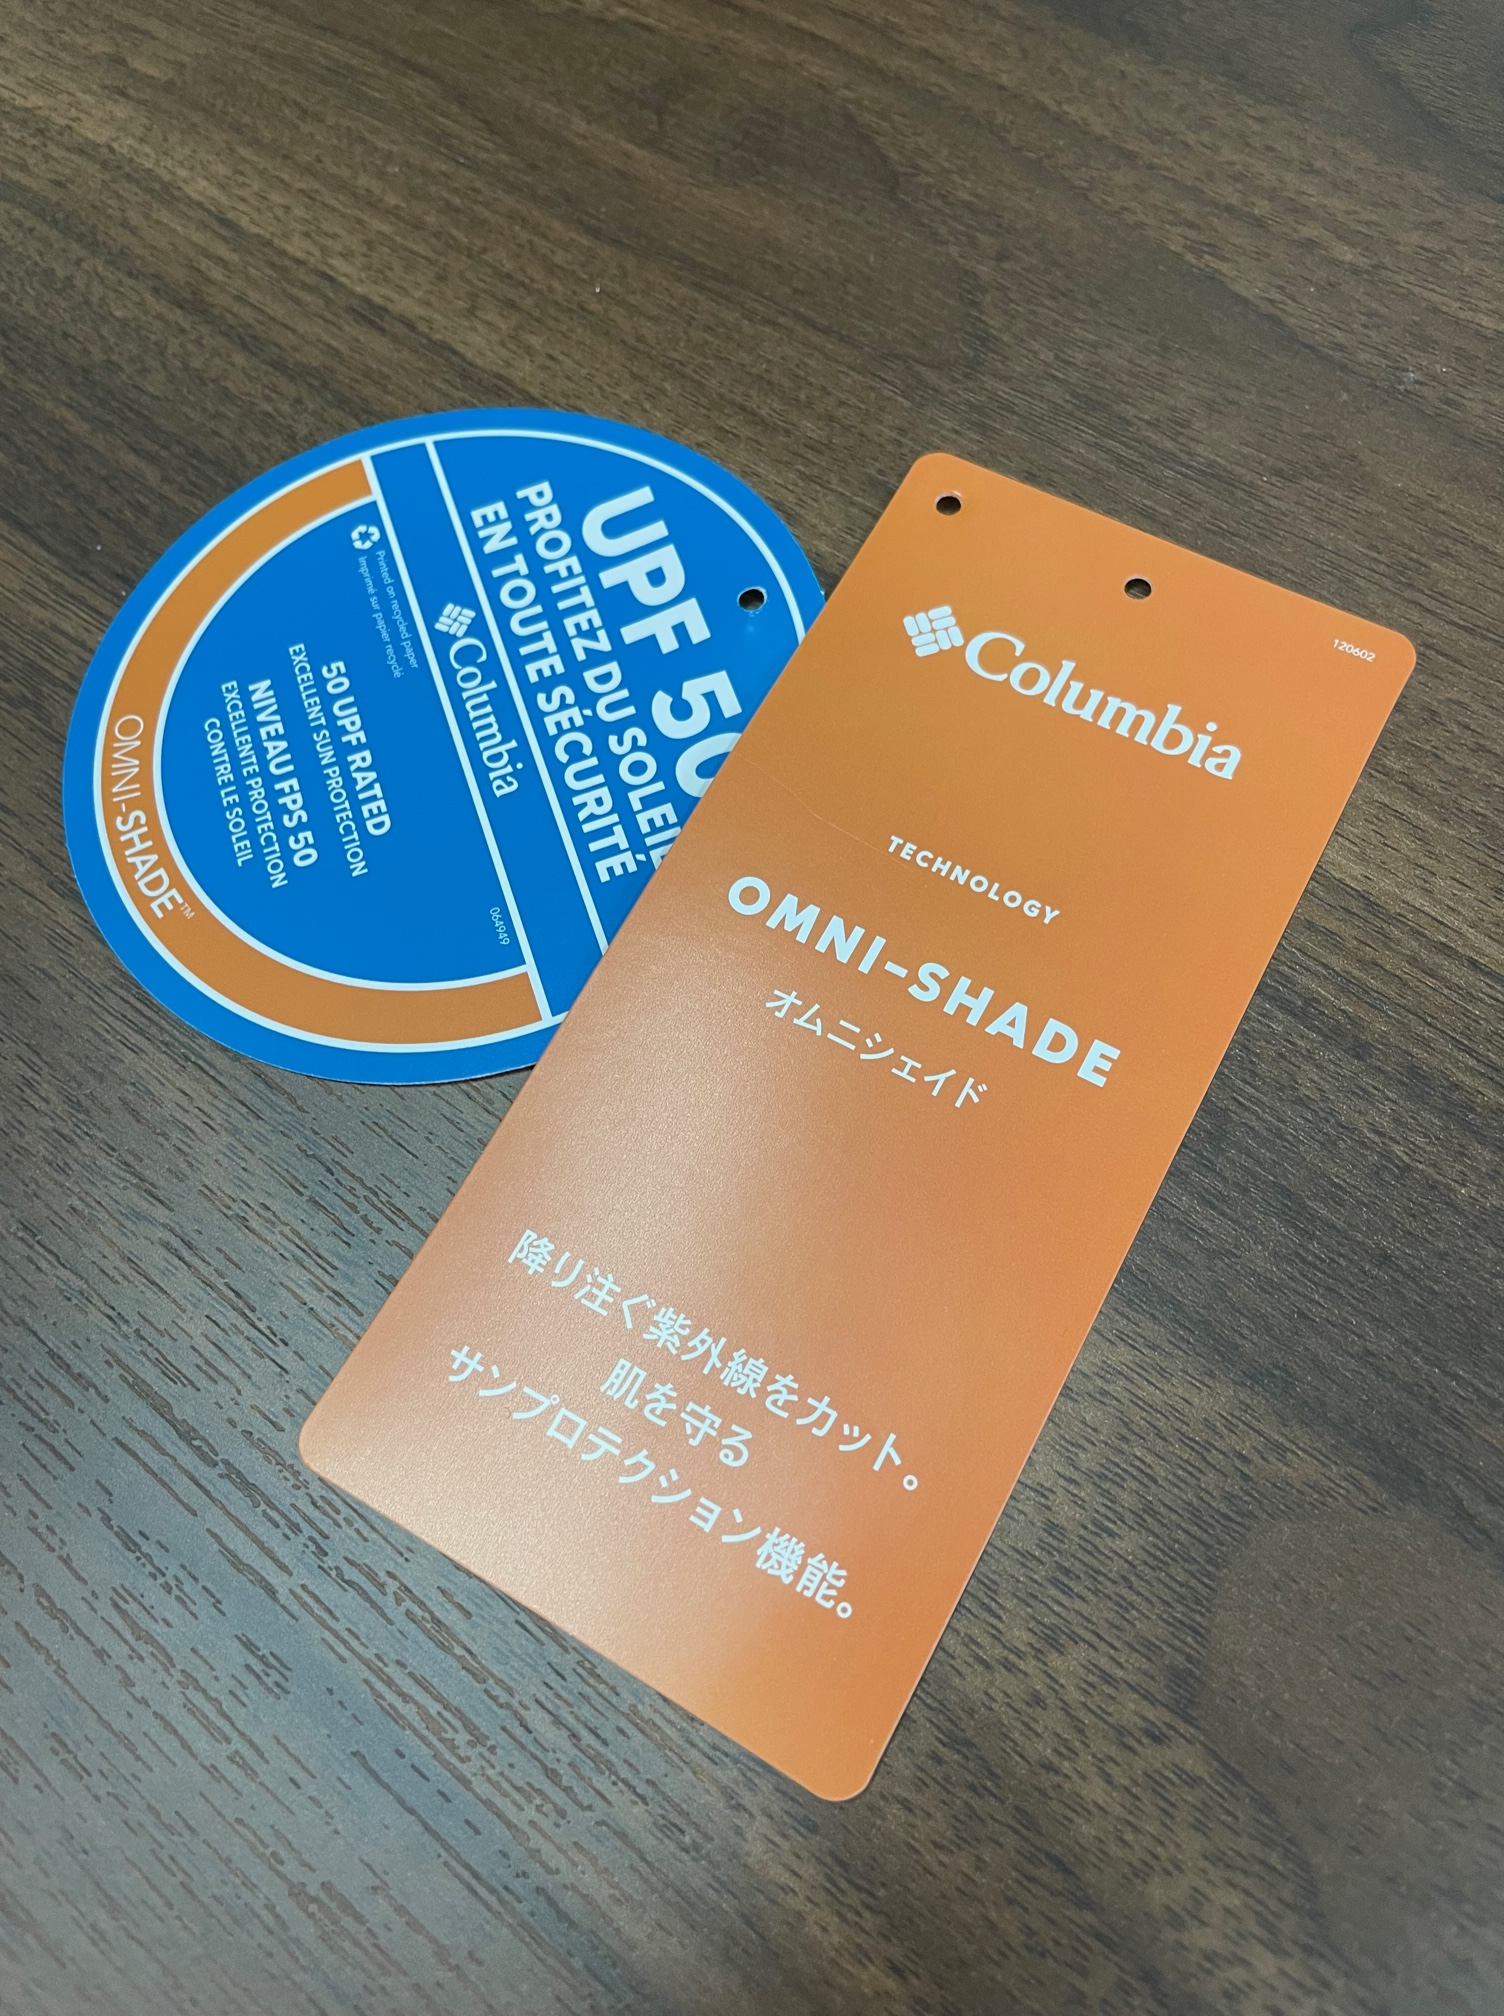 UPF 50
PROFITEZ DU SOLEIL
EN TOUTE SÉCURITÉ
Columbia
064949
Printed on recycled paper
Imprimé sur papier recyclé
50 UPF RATED
EXCELLENT SUN PROTECTION
NIVEAU FPS 50
EXCELLENTE PROTECTION
CONTRE LE SOLEIL
OMNI-SHADE™
120602
Columbia
TECHNOLOGY
OMNI-SHADE
オムニシェイド
降り注ぐ紫外線をカット。
肌を守る
サンプロテクション機能。